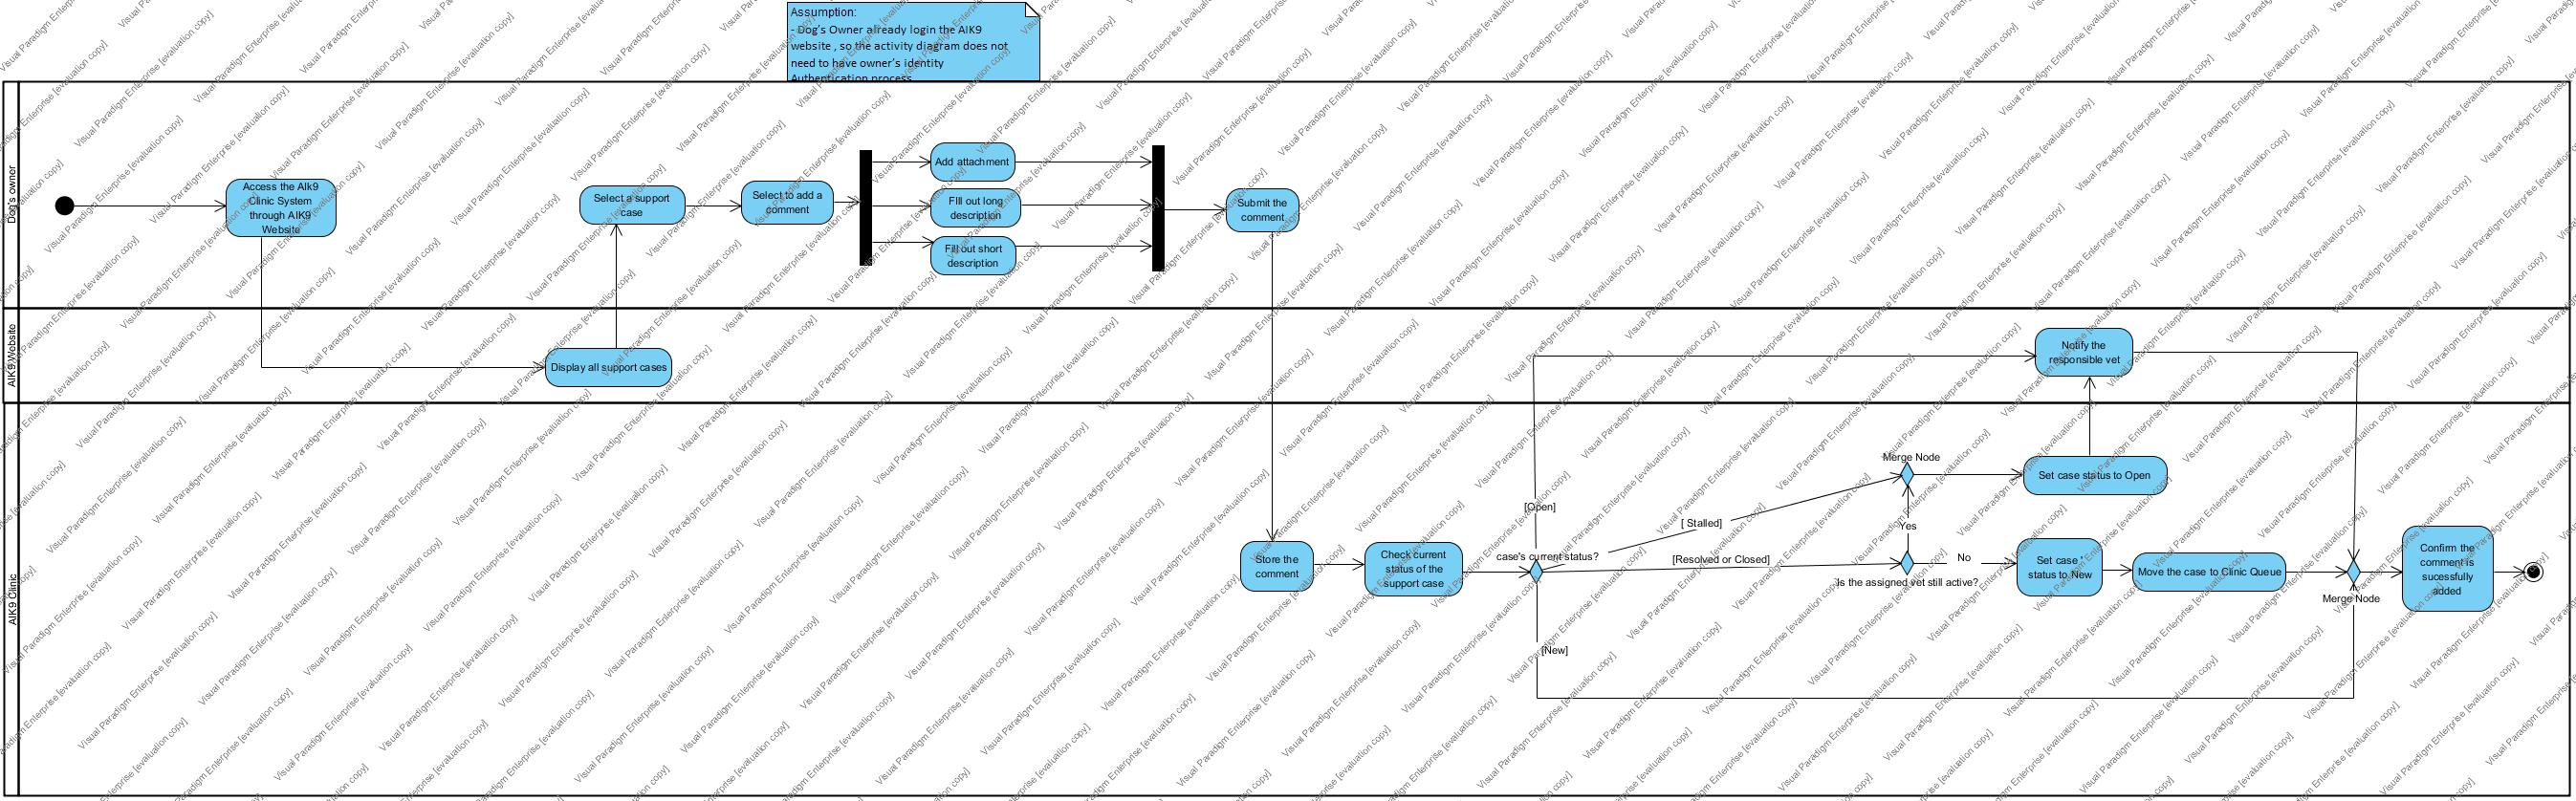 Assumption:
- Dog's Owner already login the AIK9
website , so the activity diagram does not
need to have owner's identity
Authentication process
Dog's owner
Access the AIk9
Clinic System
through AIK9
Website
Select a support
case
Select to add a
comment
Add attachment
FIll out long
description
Fill out short
description
Submit the
comment
AIK9 Website
Display all support cases
Notify the
responsible vet
AIK9 Clinic
Store the
comment
Check current
status of the
support case
case's current status?
[Open]
[ Stalled]
[Resolved or Closed]
[New]
Merge Node
Yes
No
Is the assigned vet still active?
Set case status to Open
Set case
status to New
Move the case to Clinic Queue
Merge Node
Confirm the
comment is
sucessfully
added
Visual Paradigm Enterprise [evaluation copy]